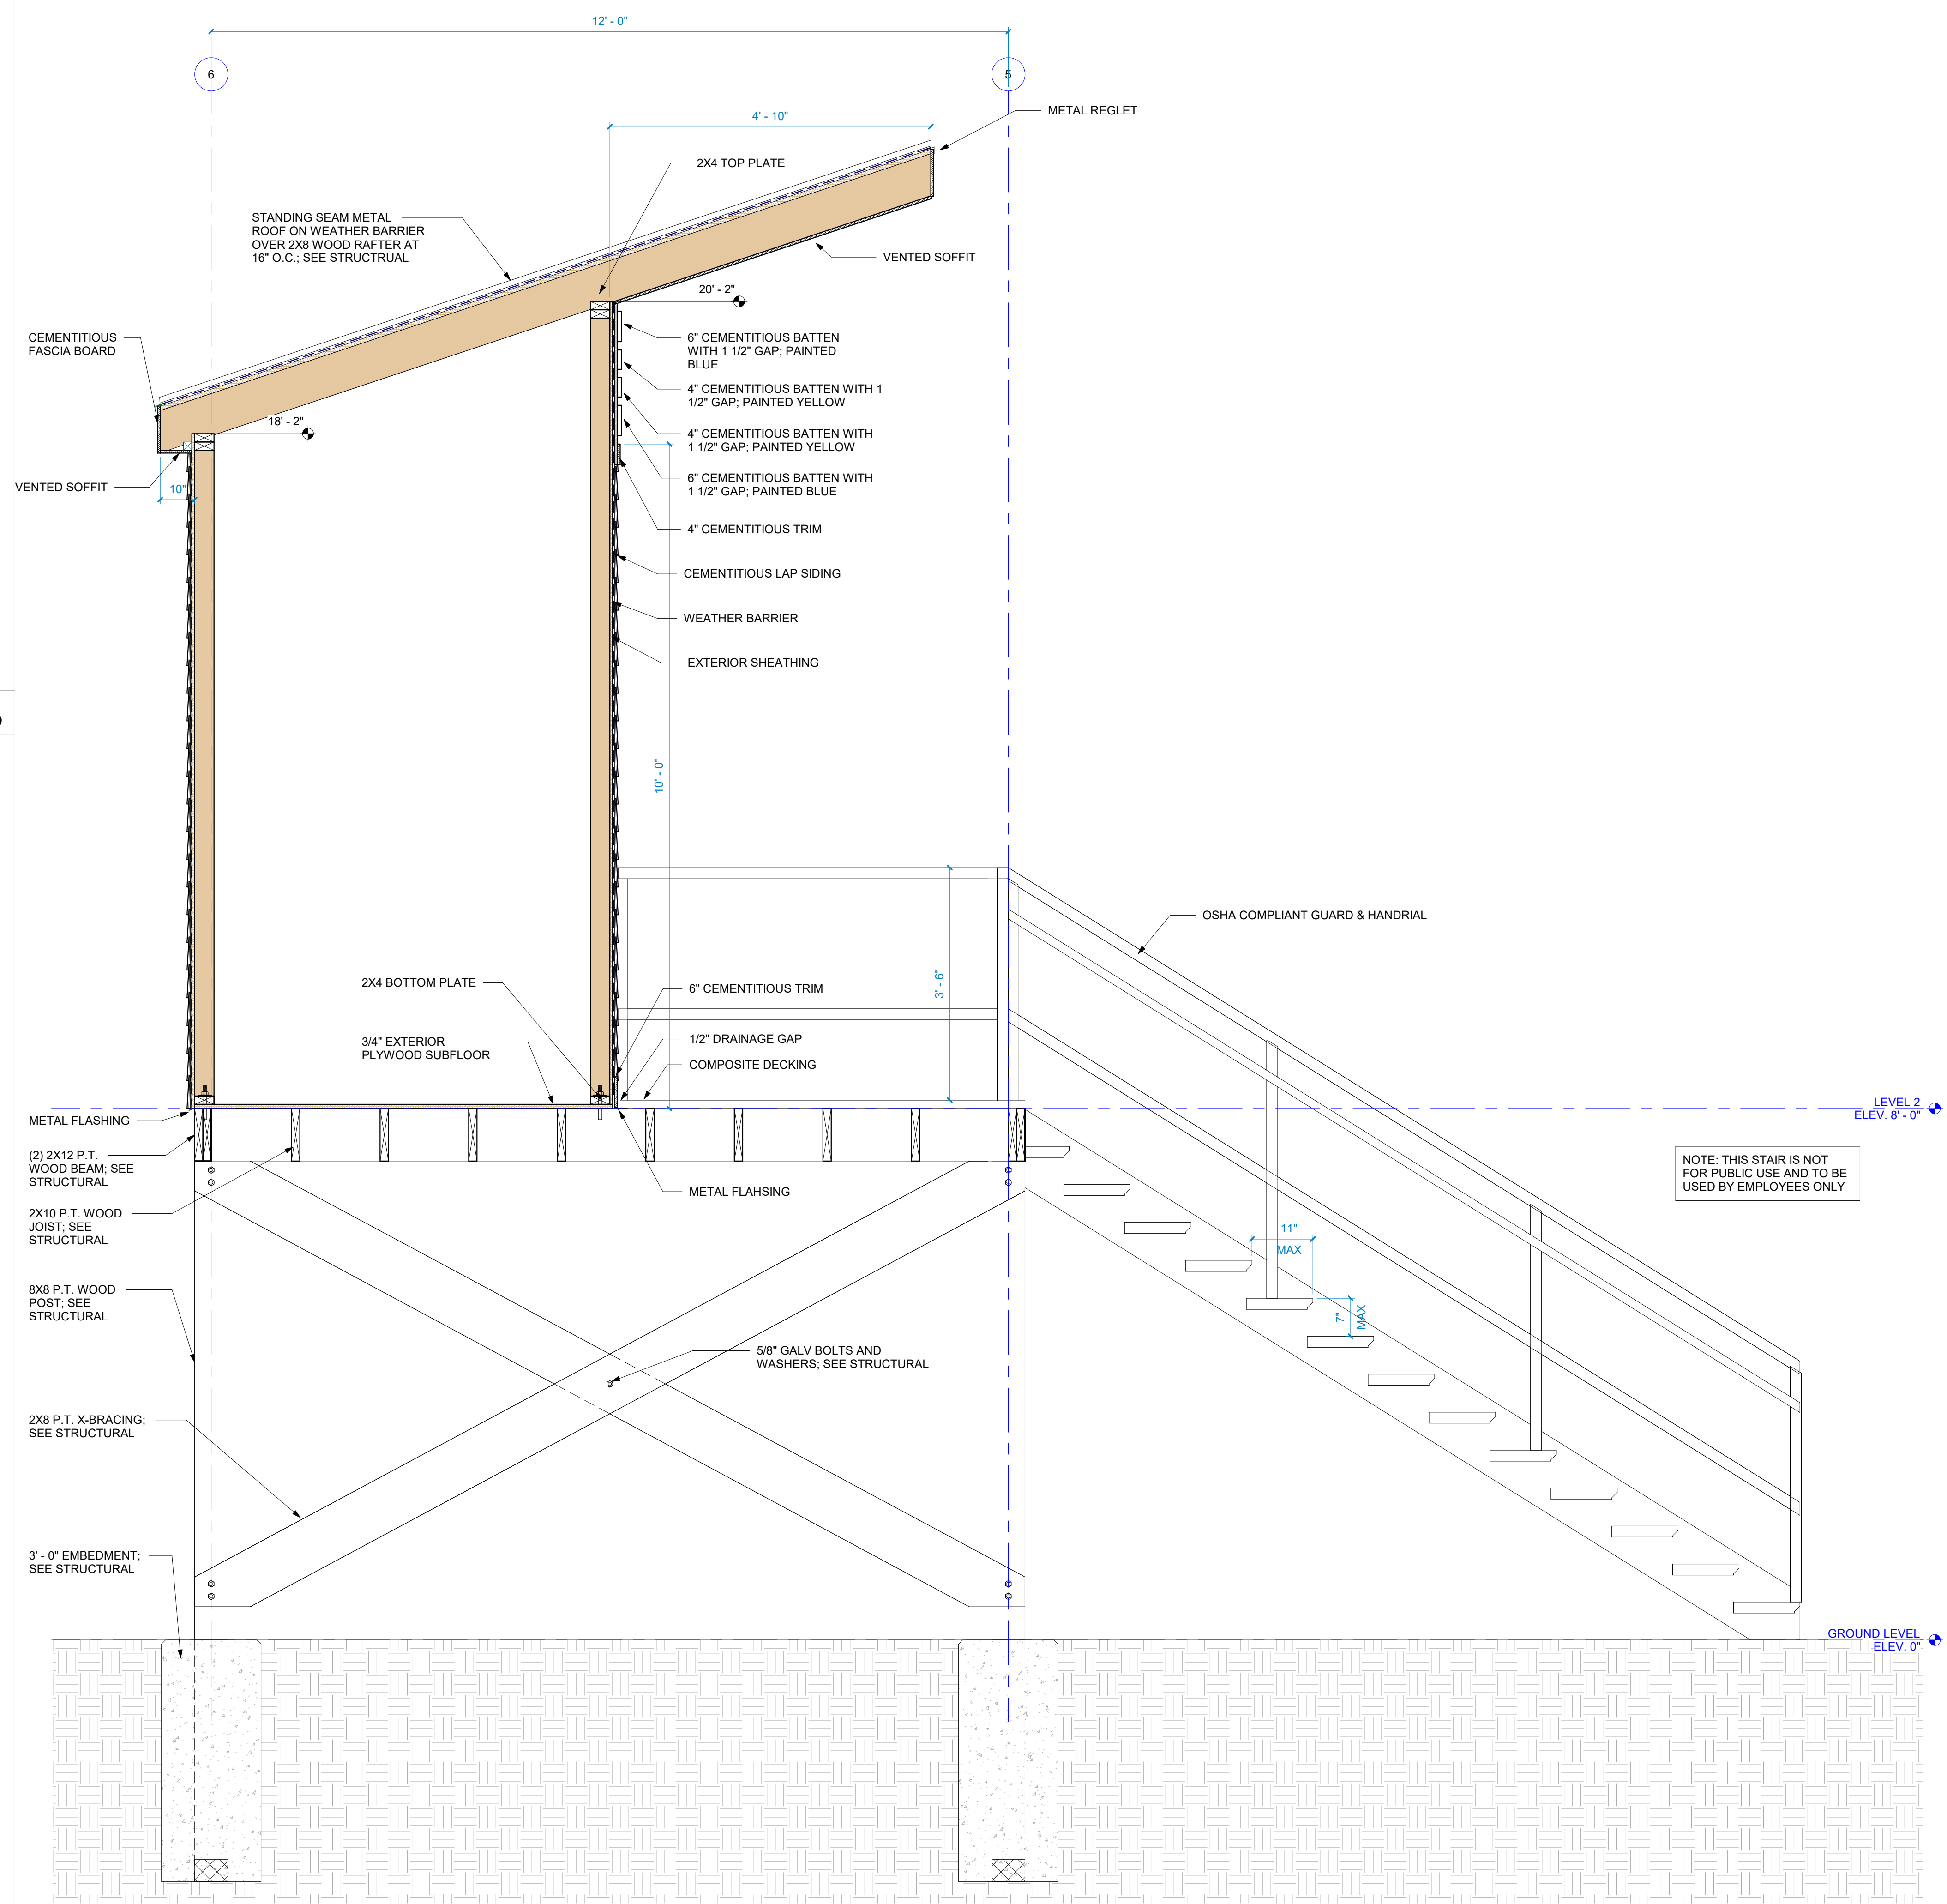 12' - 0"
6
5
METAL REGLET
4' - 10"
2X4 TOP PLATE
STANDING SEAM METAL
ROOF ON WEATHER BARRIER
OVER 2X8 WOOD RAFTER AT
16" O.C.; SEE STRUCTRUAL
VENTED SOFFIT
20' - 2"
CEMENTITIOUS
FASCIA BOARD
6" CEMENTITIOUS BATTEN
WITH 1 1/2" GAP; PAINTED
BLUE
4" CEMENTITIOUS BATTEN WITH 1
1/2" GAP; PAINTED YELLOW
18' - 2"
4" CEMENTITIOUS BATTEN WITH
1 1/2" GAP; PAINTED YELLOW
VENTED SOFFIT
10"
6" CEMENTITIOUS BATTEN WITH
1 1/2" GAP; PAINTED BLUE
4" CEMENTITIOUS TRIM
CEMENTITIOUS LAP SIDING
WEATHER BARRIER
EXTERIOR SHEATHING
10' - 0"
OSHA COMPLIANT GUARD & HANDRIAL
2X4 BOTTOM PLATE
6" CEMENTITIOUS TRIM
3' - 6"
3/4" EXTERIOR
PLYWOOD SUBFLOOR
1/2" DRAINAGE GAP
COMPOSITE DECKING
LEVEL 2
ELEV. 8' - 0"
METAL FLASHING
(2) 2X12 P.T.
WOOD BEAM; SEE
STRUCTURAL
METAL FLAHSING
NOTE: THIS STAIR IS NOT
FOR PUBLIC USE AND TO BE
USED BY EMPLOYEES ONLY
2X10 P.T. WOOD
JOIST; SEE
STRUCTURAL
11"
MAX
7"
MAX
8X8 P.T. WOOD
POST; SEE
STRUCTURAL
5/8" GALV BOLTS AND
WASHERS; SEE STRUCTURAL
2X8 P.T. X-BRACING;
SEE STRUCTURAL
3' - 0" EMBEDMENT;
SEE STRUCTURAL
GROUND LEVEL
ELEV. 0"